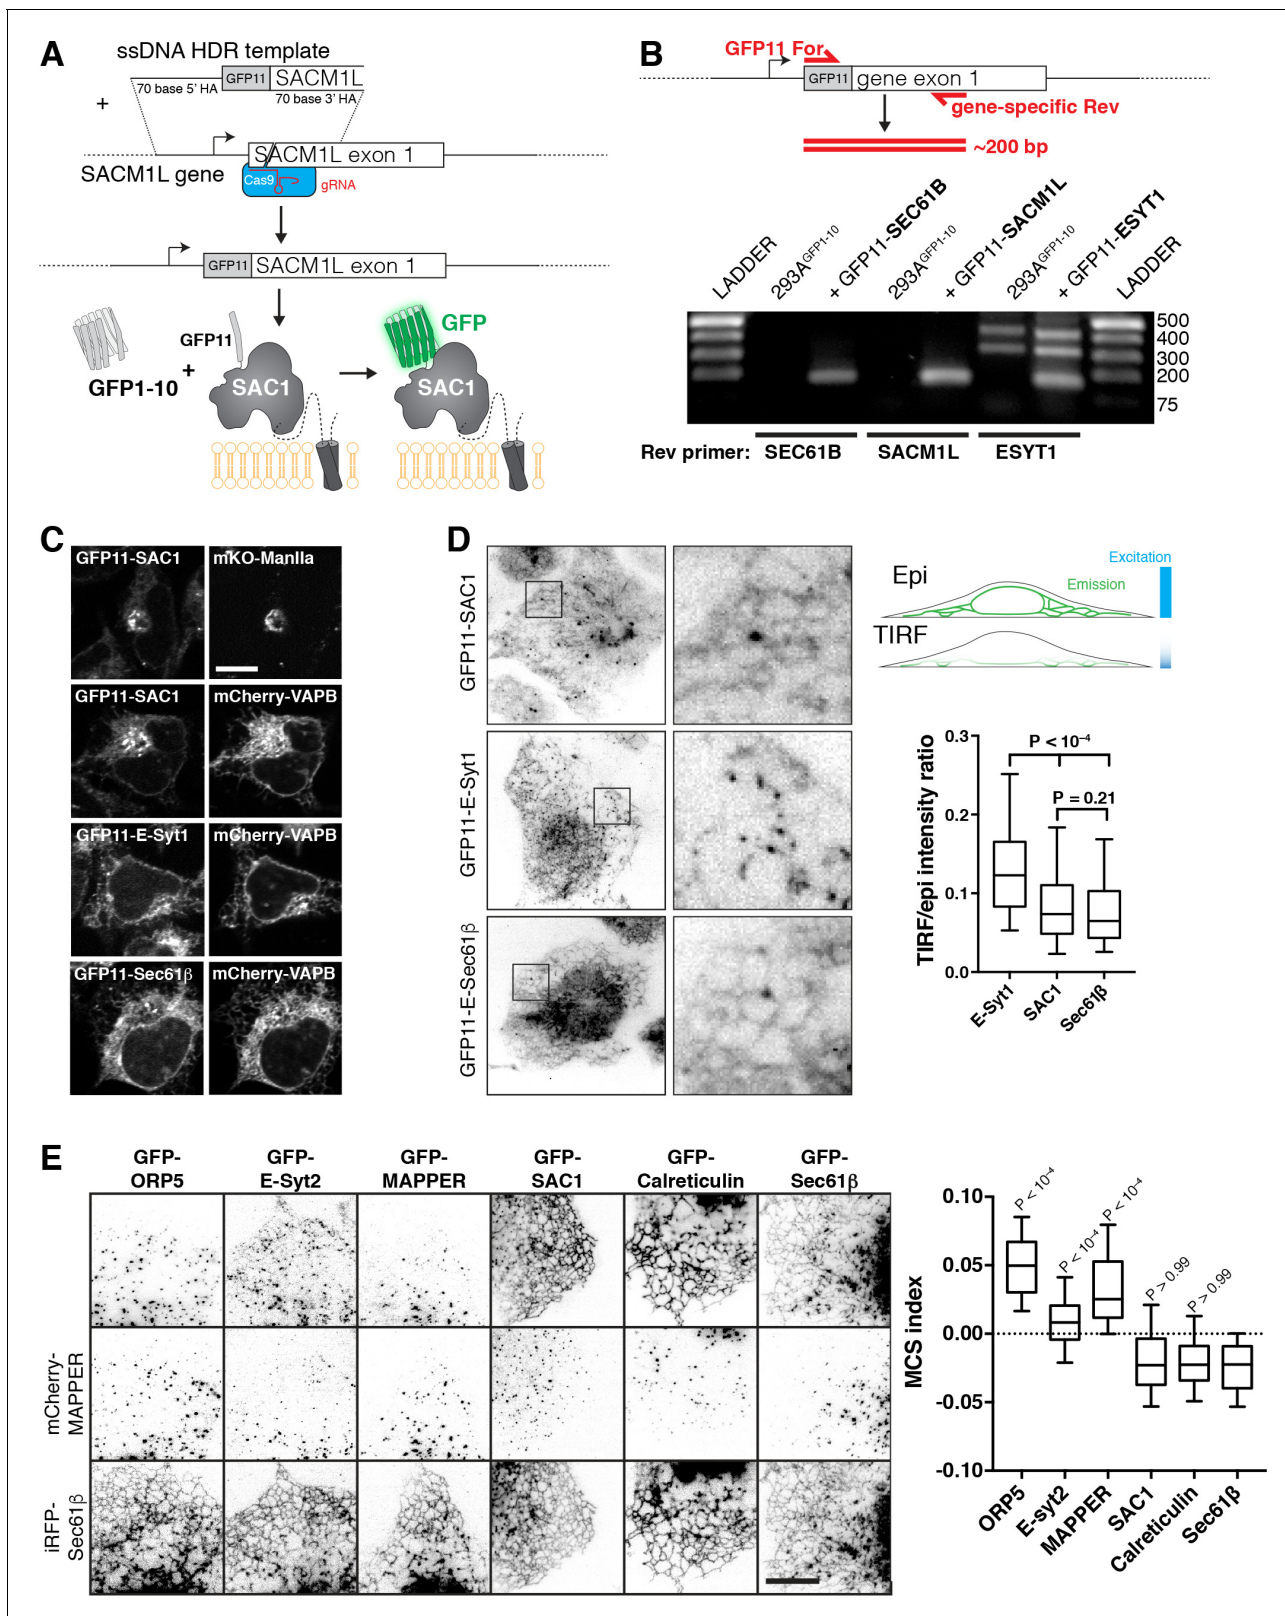 A
ssDNA HDR template
GFP11 SACM1L
70 base 5' HA
70 base 3' HA
+
SACM1L exon 1
SACM1L gene
Cas9
gRNA
GFP11 SACM1L exon 1
GFP11
GFP
GFP1-10
+
SAC1
SAC1
B
GFP11 For
GFP11 gene exon 1
gene-specific Rev
~200 bp
LADDER
293A^GFP1-10
+ GFP11-SEC61B
293A^GFP1-10
+ GFP11-SACM1L
293A^GFP1-10
+ GFP11-ESYT1
LADDER
500
400
300
200
75
Rev primer: SEC61B SACM1L ESYT1
C
GFP11-SAC1 mKO-ManIIa
GFP11-SAC1 mCherry-VAPB
GFP11-E-Syt1 mCherry-VAPB
GFP11-Sec61β mCherry-VAPB
D
GFP11-SAC1
GFP11-E-Syt1
GFP11-E-Sec61β
Excitation
Epi
Emission
TIRF
TIRF/epi intensity ratio
0.3
0.2
0.1
0.0
P < 10⁻⁴
P = 0.21
E-Syt1
SAC1
Sec61β
E
GFP-ORP5
GFP-E-Syt2
GFP-MAPPER
GFP-SAC1
GFP-Calreticulin
GFP-Sec61β
mCherry-MAPPER
iRFP-Sec61β
MCS index
0.10
0.05
0.00
-0.05
-0.10
P < 10⁻⁴
P < 10⁻⁴
P < 10⁻⁴
P > 0.99
P > 0.99
ORP5
E-syt2
MAPPER
SAC1
Calreticulin
Sec61β